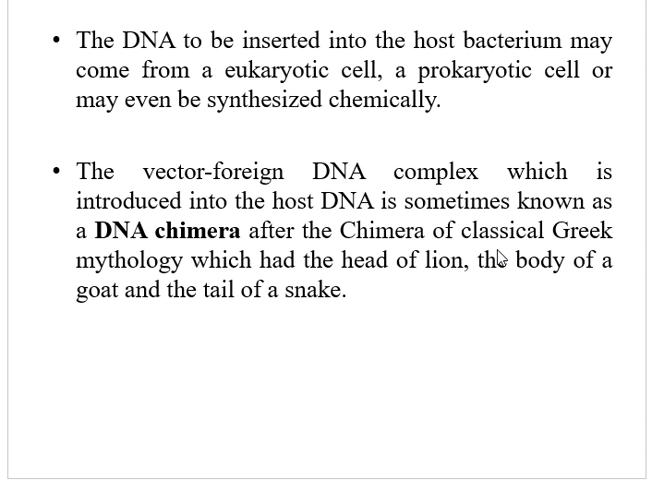 • The DNA to be inserted into the host bacterium may
come from a eukaryotic cell, a prokaryotic cell or
may even be synthesized chemically.
• The vector-foreign DNA complex which is
introduced into the host DNA is sometimes known as
a DNA chimera after the Chimera of classical Greek
mythology which had the head of lion, the body of a
goat and the tail of a snake.